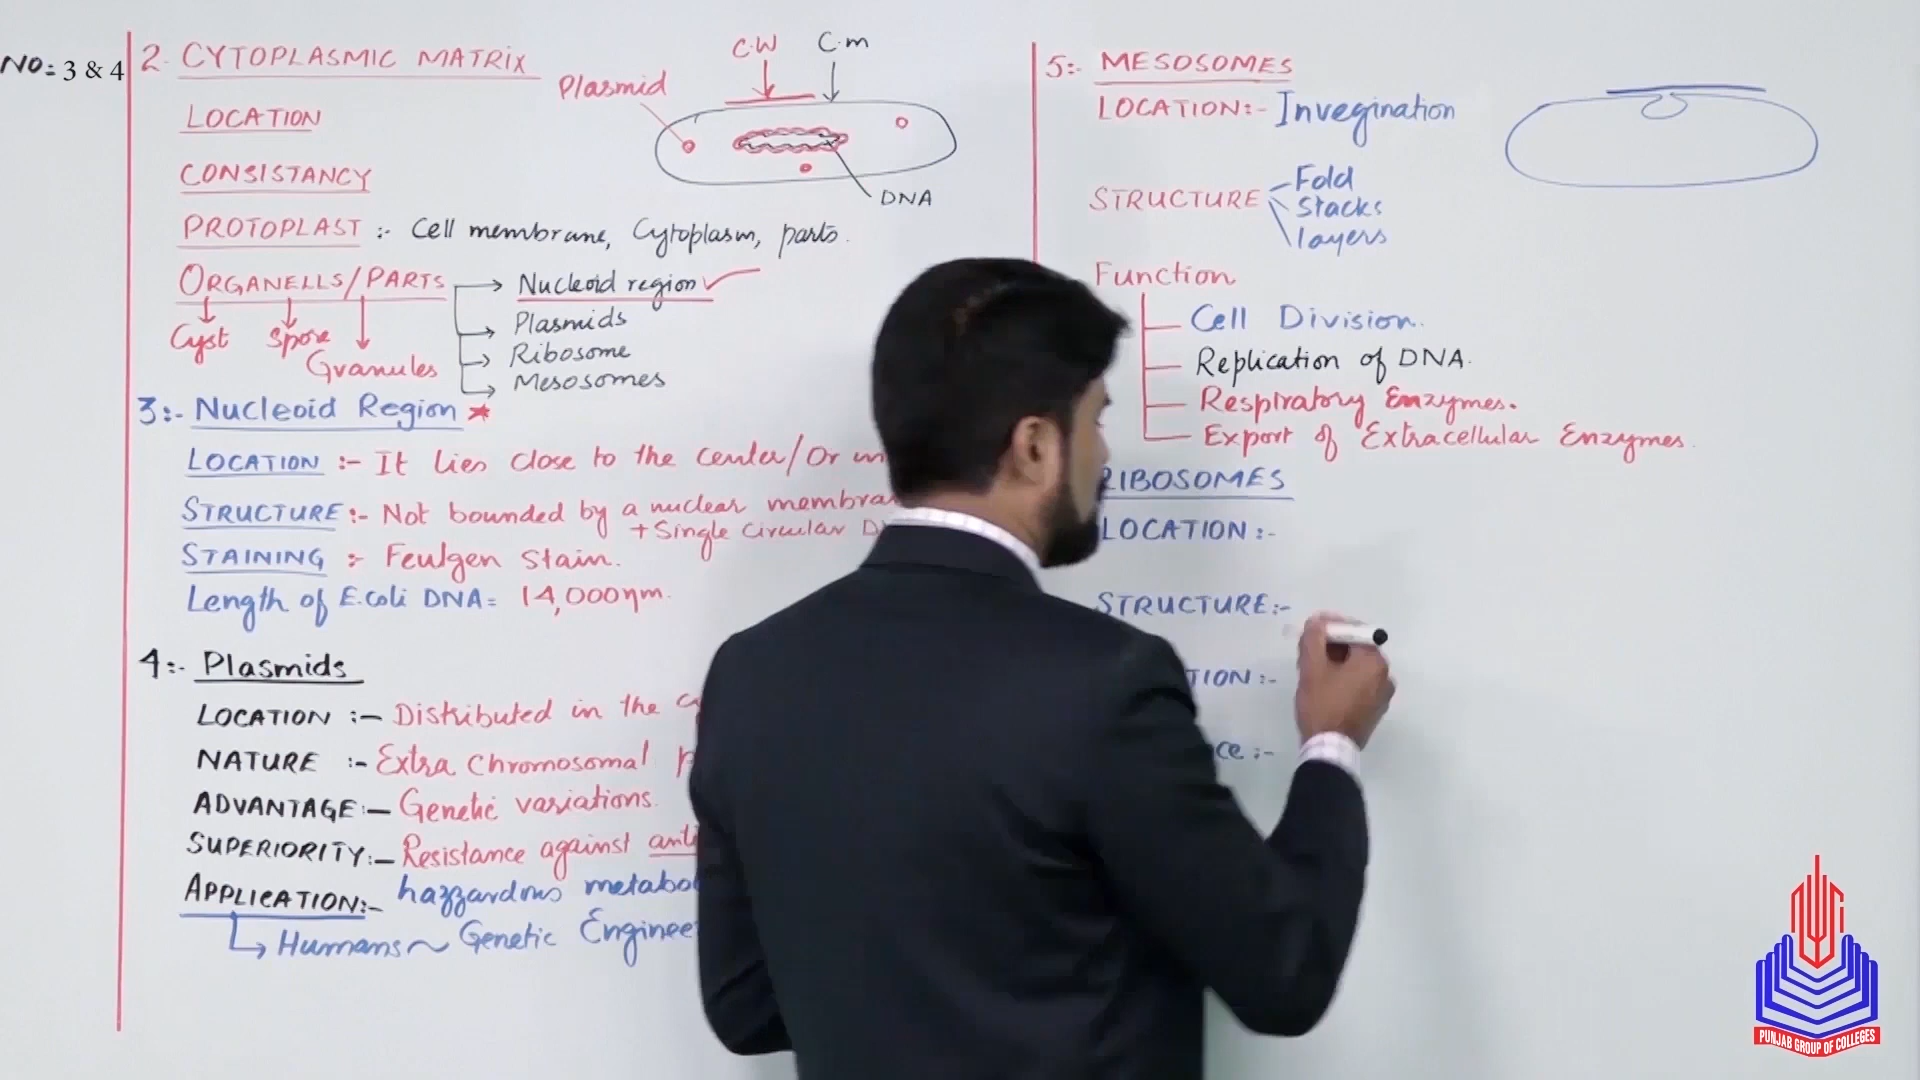 NO: 3 & 4
2. CYTOPLASMIC MATRIX
C.W
C.m
Plasmid
LOCATION
CONSISTANCY
DNA
PROTOPLAST :- Cell membrane, Cytoplasm, parts.
ORGANELLS/PARTS
Nucleoid region
Plasmids
Ribosome
Mesosomes
Cyst
Spore
Granules
3:- Nucleoid Region
LOCATION :- It lies close to the center/or
STRUCTURE :- Not bounded by a nuclear
+ Single circular
STAINING :- Feulgen stain.
Length of E.coli DNA = 14,000ηm.
4:- Plasmids
LOCATION :- Distributed in the
NATURE :- Extra chromosomal
ADVANTAGE :- Genetic variations.
SUPERIORITY :- Resistance against
APPLICATION :- hazzardous
Humans ~ Genetic
5:- MESOSOMES
LOCATION:- Invegination
STRUCTURE
Fold
Stacks
layers
Function
Cell Division.
Replication of DNA.
Respiratory Enzymes.
Export of Extracellular Enzymes.
RIBOSOMES
LOCATION :-
STRUCTURE:-
TION :-
ce :-
PUNJAB GROUP OF COLLEGES